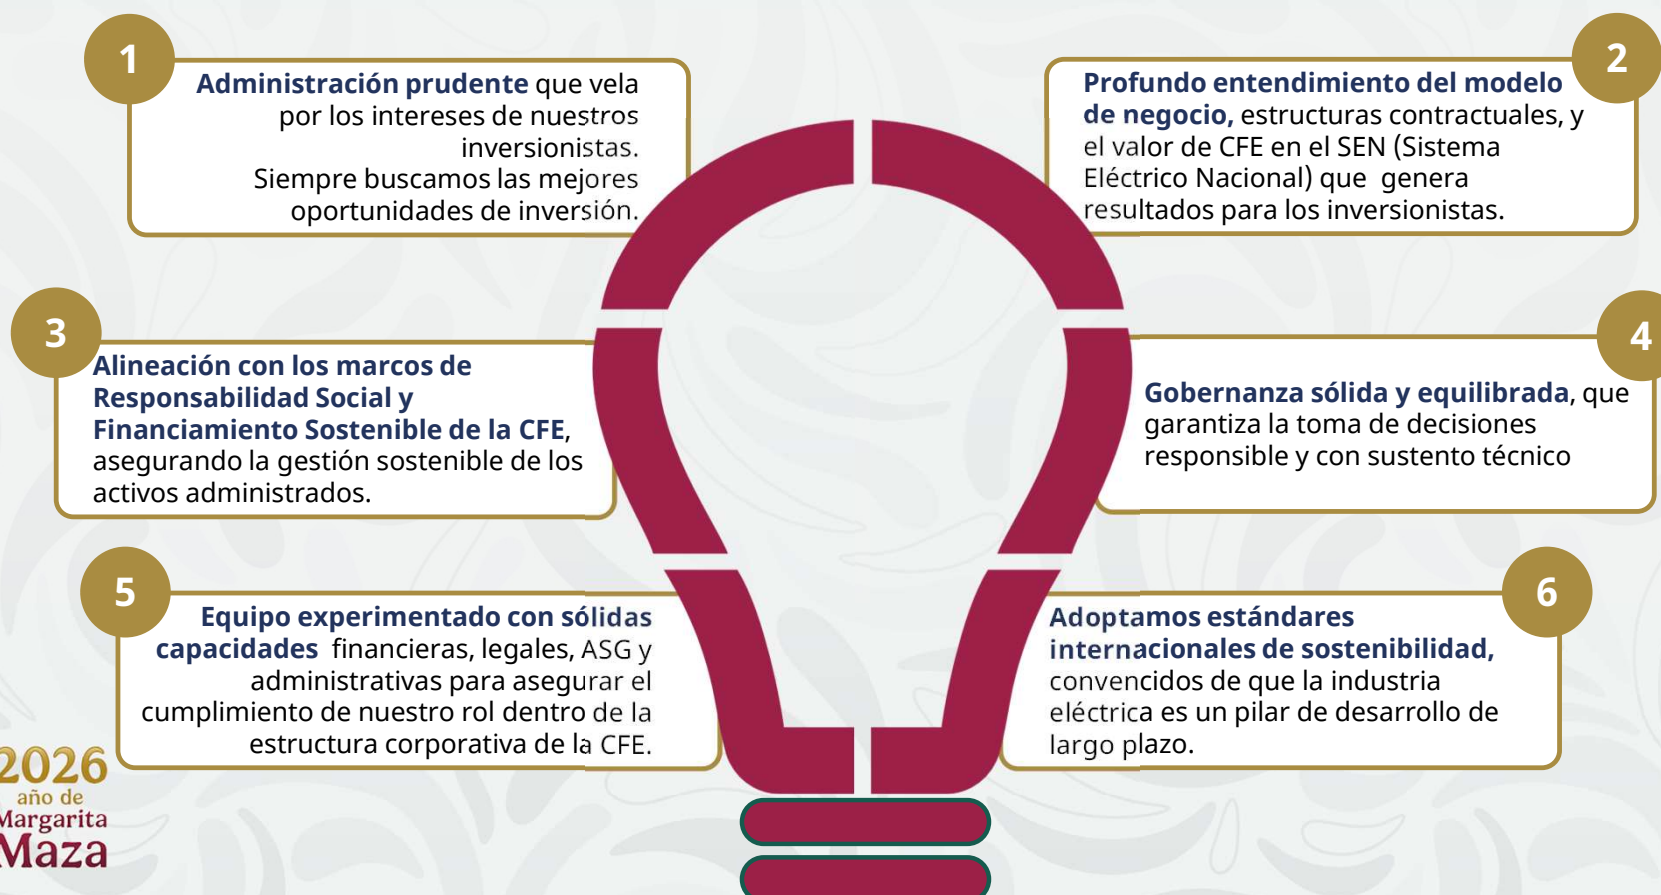 1
Administración prudente que vela
por los intereses de nuestros
inversionistas.
Siempre buscamos las mejores
oportunidades de inversión.
2
Profundo entendimiento del modelo
de negocio, estructuras contractuales, y
el valor de CFE en el SEN (Sistema
Eléctrico Nacional) que genera
resultados para los inversionistas.
3
Alineación con los marcos de
Responsabilidad Social y
Financiamiento Sostenible de la CFE,
asegurando la gestión sostenible de los
activos administrados.
4
Gobernanza sólida y equilibrada, que
garantiza la toma de decisiones
responsible y con sustento técnico
5
Equipo experimentado con sólidas
capacidades financieras, legales, ASG y
administrativas para asegurar el
cumplimiento de nuestro rol dentro de la
estructura corporativa de la CFE.
6
Adoptamos estándares
internacionales de sostenibilidad,
convencidos de que la industria
eléctrica es un pilar de desarrollo de
largo plazo.
2026
año de
Margarita
Maza